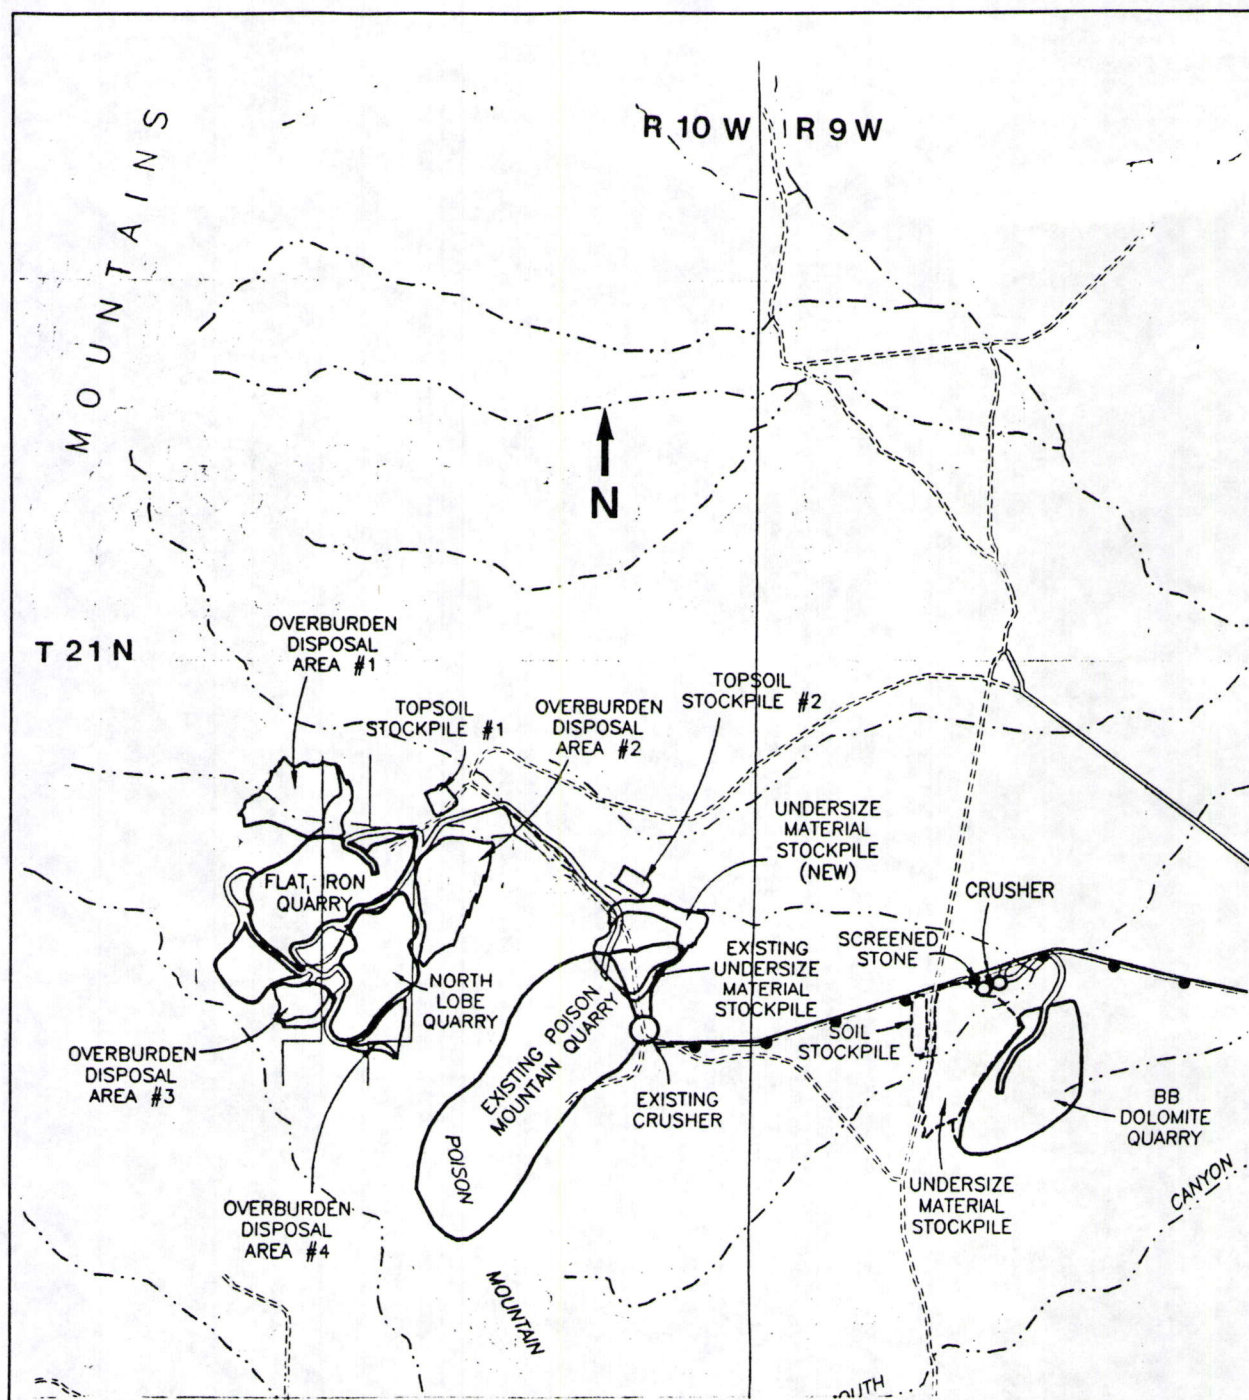 R 10 W
R 9 W
MOUNTAINS
N
T 21 N
OVERBURDEN
DISPOSAL
AREA #1
TOPSOIL
STOCKPILE #1
OVERBURDEN
DISPOSAL
AREA #2
TOPSOIL
STOCKPILE #2
UNDERSIZE
MATERIAL
STOCKPILE
(NEW)
FLAT IRON
QUARRY
CRUSHER
SCREENED
STONE
NORTH
LOBE
QUARRY
EXISTING
UNDERSIZE
MATERIAL
STOCKPILE
EXISTING POISON
MOUNTAIN QUARRY
SOIL
STOCKPILE
OVERBURDEN
DISPOSAL
AREA #3
EXISTING
CRUSHER
BB
DOLOMITE
QUARRY
POISON
MOUNTAIN
OVERBURDEN
DISPOSAL
AREA #4
UNDERSIZE
MATERIAL
STOCKPILE
CANYON
OUTH